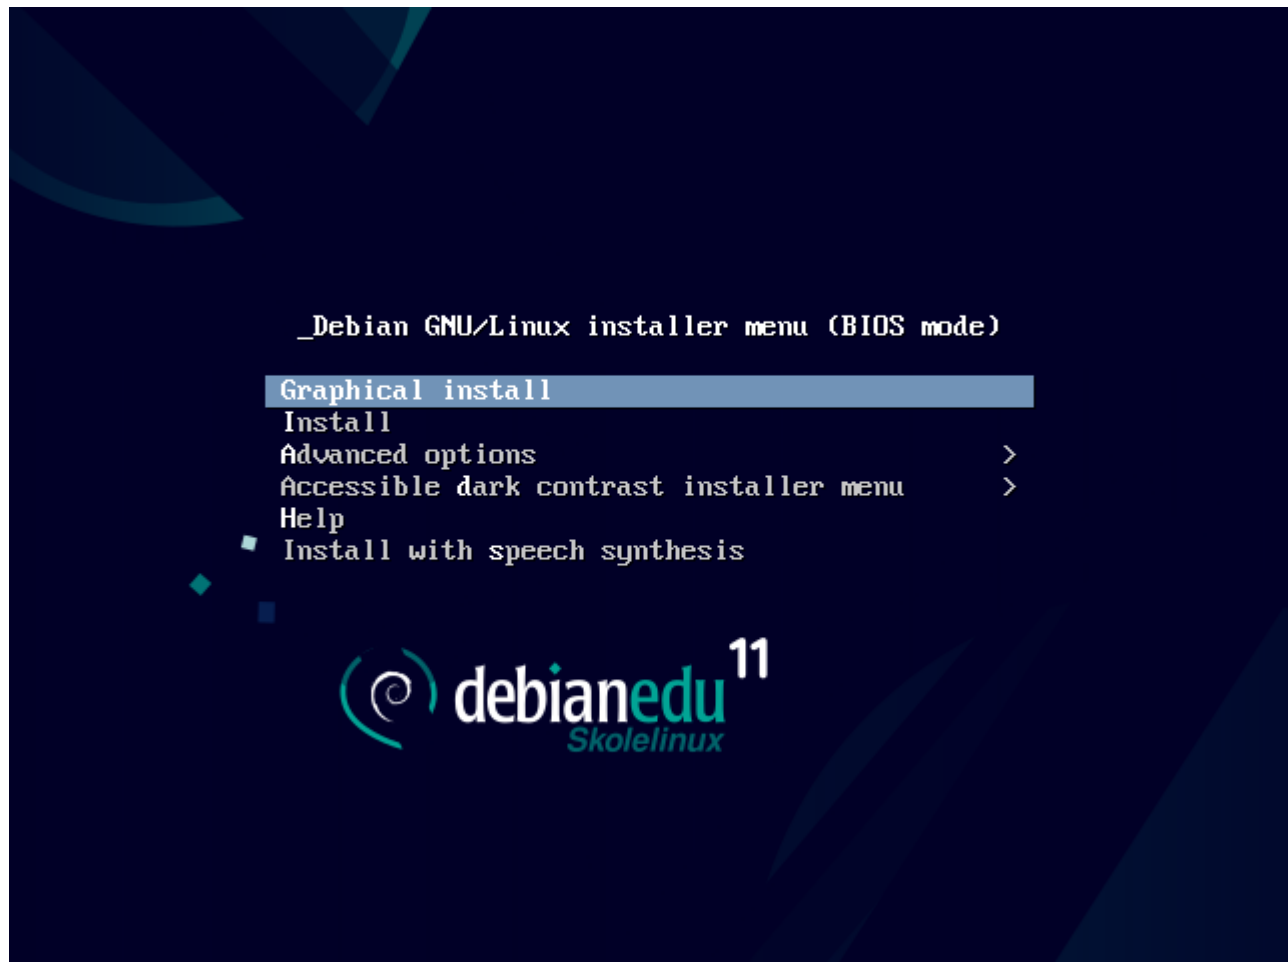 _Debian GNU/Linux installer menu (BIOS mode)
Graphical install
Install
Advanced options >
Accessible dark contrast installer menu >
Help
Install with speech synthesis
debianedu 11
Skolelinux